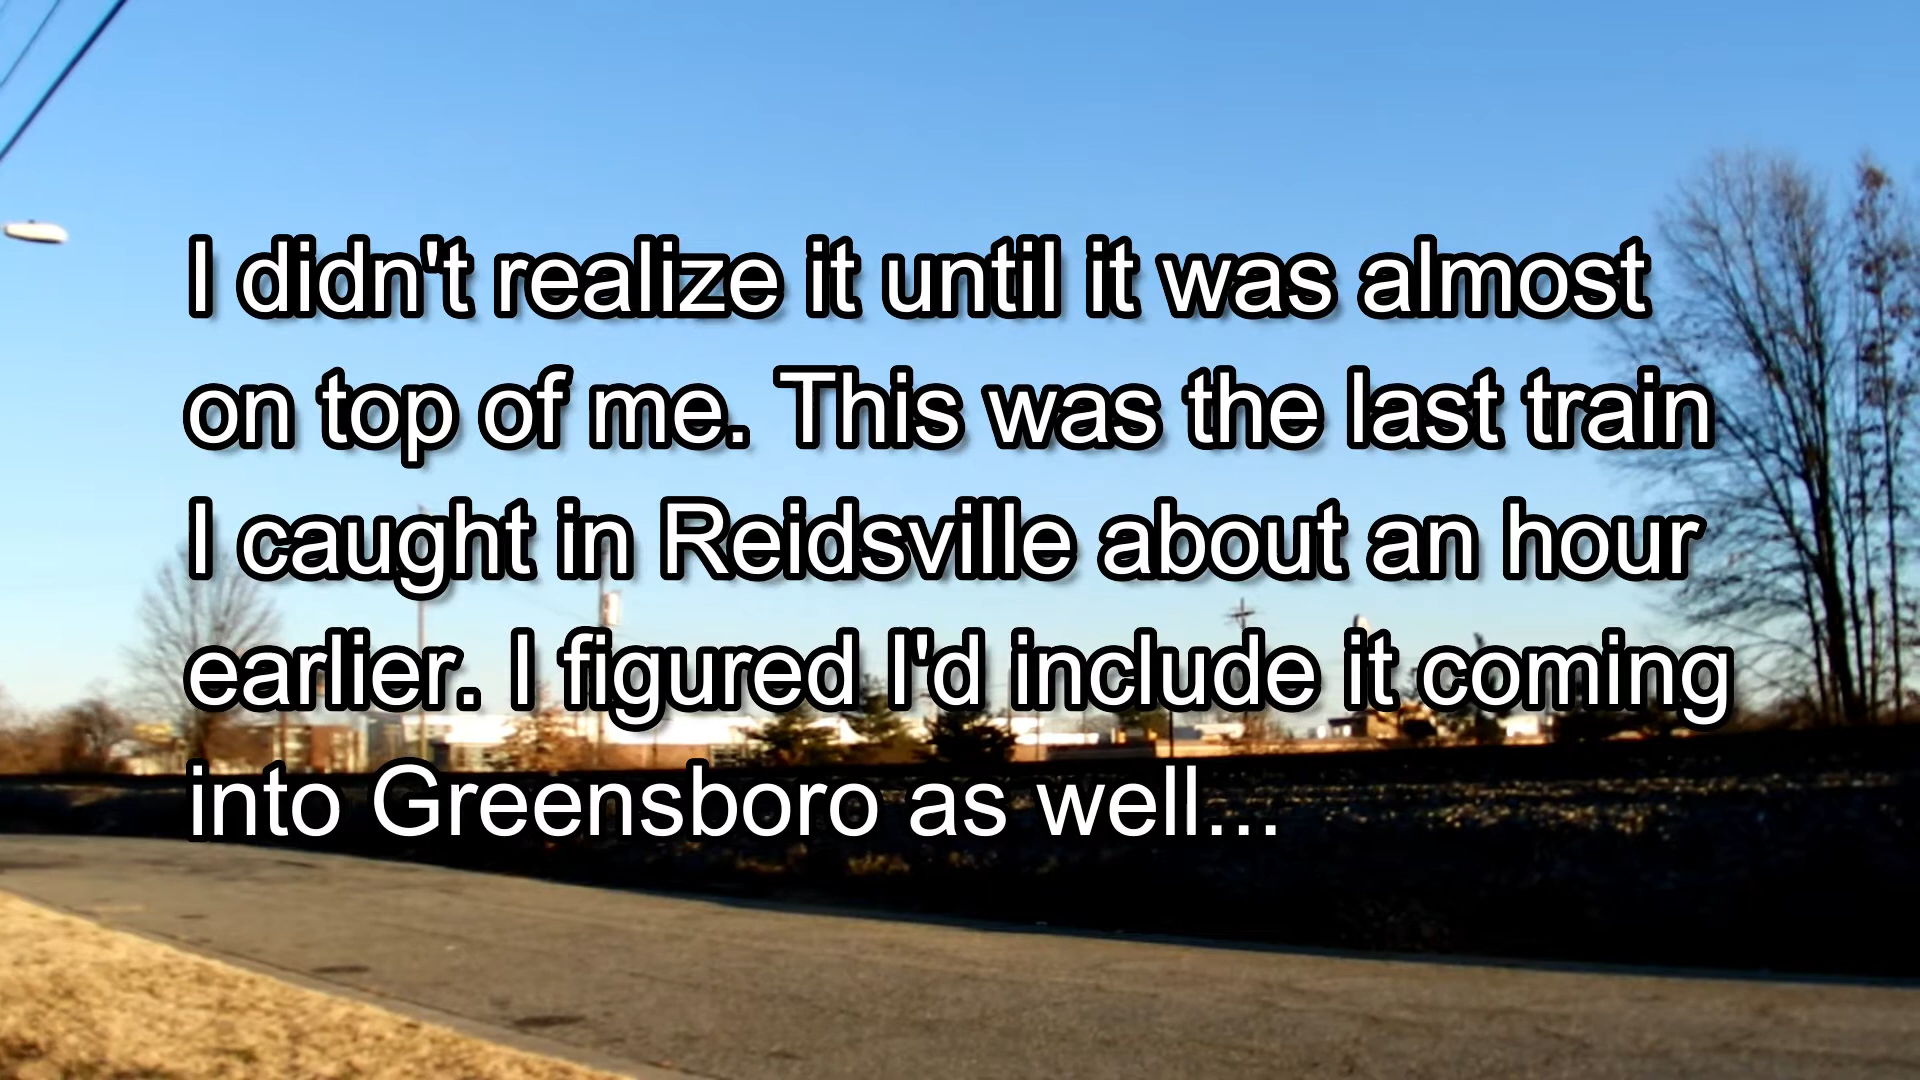 I didn't realize it until it was almost
on top of me. This was the last train
I caught in Reidsville about an hour
earlier. I figured I'd include it coming
into Greensboro as well...